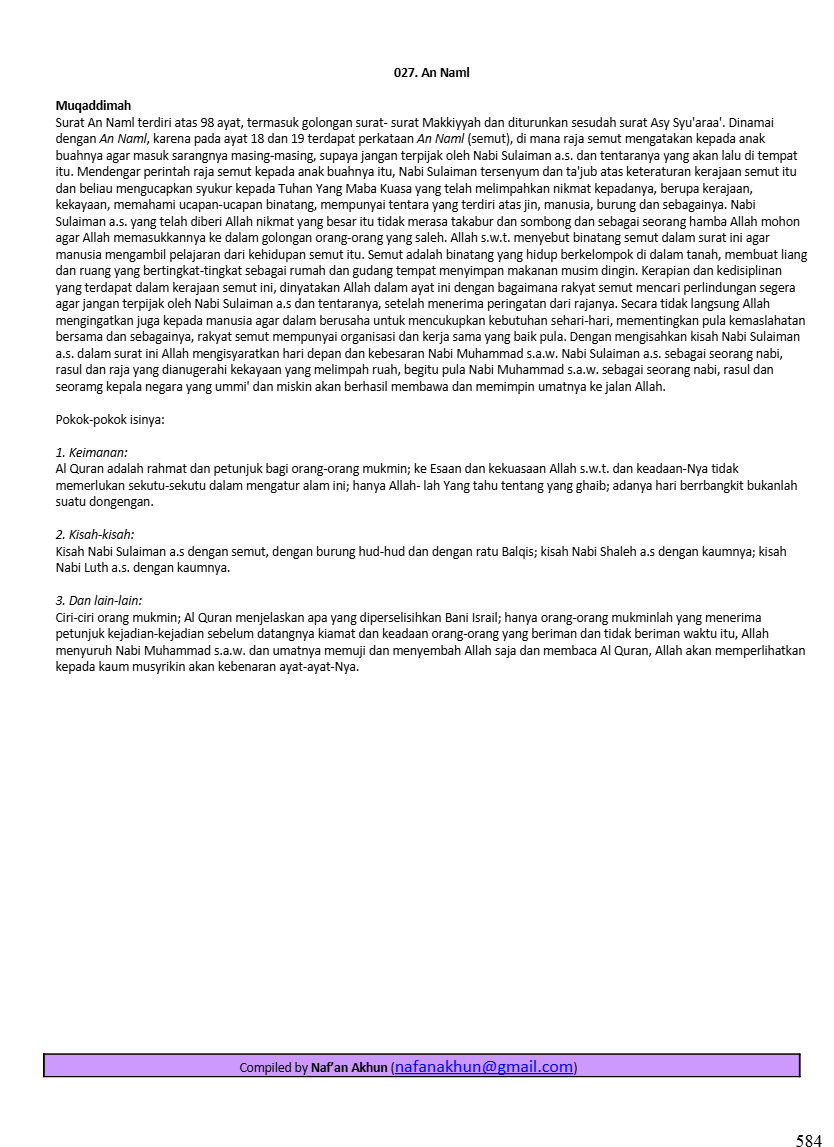 027. An Naml
Muqaddimah
Surat An Naml terdiri atas 98 ayat, termasuk golongan surat- surat Makkiyyah dan diturunkan sesudah surat Asy Syu'araa'. Dinamai
dengan An Naml, karena pada ayat 18 dan 19 terdapat perkataan An Naml (semut), di mana raja semut mengatakan kepada anak
buahnya agar masuk sarangnya masing-masing, supaya jangan terpijak oleh Nabi Sulaiman a.s. dan tentaranya yang akan lalu di tempat
itu. Mendengar perintah raja semut kepada anak buahnya itu, Nabi Sulaiman tersenyum dan ta'jub atas keteraturan kerajaan semut itu
dan beliau mengucapkan syukur kepada Tuhan Yang Maba Kuasa yang telah melimpahkan nikmat kepadanya, berupa kerajaan,
kekayaan, memahami ucapan-ucapan binatang, mempunyai tentara yang terdiri atas jin, manusia, burung dan sebagainya. Nabi
Sulaiman a.s. yang telah diberi Allah nikmat yang besar itu tidak merasa takabur dan sombong dan sebagai seorang hamba Allah mohon
agar Allah memasukkannya ke dalam golongan orang-orang yang saleh. Allah s.w.t. menyebut binatang semut dalam surat ini agar
manusia mengambil pelajaran dari kehidupan semut itu. Semut adalah binatang yang hidup berkelompok di dalam tanah, membuat liang
dan ruang yang bertingkat-tingkat sebagai rumah dan gudang tempat menyimpan makanan musim dingin. Kerapian dan kedisiplinan
yang terdapat dalam kerajaan semut ini, dinyatakan Allah dalam ayat ini dengan bagaimana rakyat semut mencari perlindungan segera
agar jangan terpijak oleh Nabi Sulaiman a.s dan tentaranya, setelah menerima peringatan dari rajanya. Secara tidak langsung Allah
mengingatkan juga kepada manusia agar dalam berusaha untuk mencukupkan kebutuhan sehari-hari, mementingkan pula kemaslahatan
bersama dan sebagainya, rakyat semut mempunyai organisasi dan kerja sama yang baik pula. Dengan mengisahkan kisah Nabi Sulaiman
a.s. dalam surat ini Allah mengisyaratkan hari depan dan kebesaran Nabi Muhammad s.a.w. Nabi Sulaiman a.s. sebagai seorang nabi,
rasul dan raja yang dianugerahi kekayaan yang melimpah ruah, begitu pula Nabi Muhammad s.a.w. sebagai seorang nabi, rasul dan
seoramg kepala negara yang ummi' dan miskin akan berhasil membawa dan memimpin umatnya ke jalan Allah.
Pokok-pokok isinya:
1. Keimanan:
Al Quran adalah rahmat dan petunjuk bagi orang-orang mukmin; ke Esaan dan kekuasaan Allah s.w.t. dan keadaan-Nya tidak
memerlukan sekutu-sekutu dalam mengatur alam ini; hanya Allah- lah Yang tahu tentang yang ghaib; adanya hari berrbangkit bukanlah
suatu dongengan.
2. Kisah-kisah:
Kisah Nabi Sulaiman a.s dengan semut, dengan burung hud-hud dan dengan ratu Balqis; kisah Nabi Shaleh a.s dengan kaumnya; kisah
Nabi Luth a.s. dengan kaumnya.
3. Dan lain-lain:
Ciri-ciri orang mukmin; Al Quran menjelaskan apa yang diperselisihkan Bani Israil; hanya orang-orang mukminlah yang menerima
petunjuk kejadian-kejadian sebelum datangnya kiamat dan keadaan orang-orang yang beriman dan tidak beriman waktu itu, Allah
menyuruh Nabi Muhammad s.a.w. dan umatnya memuji dan menyembah Allah saja dan membaca Al Quran, Allah akan memperlihatkan
kepada kaum musyrikin akan kebenaran ayat-ayat-Nya.
Compiled by Naf’an Akhun (nafanakhun@gmail.com)
584